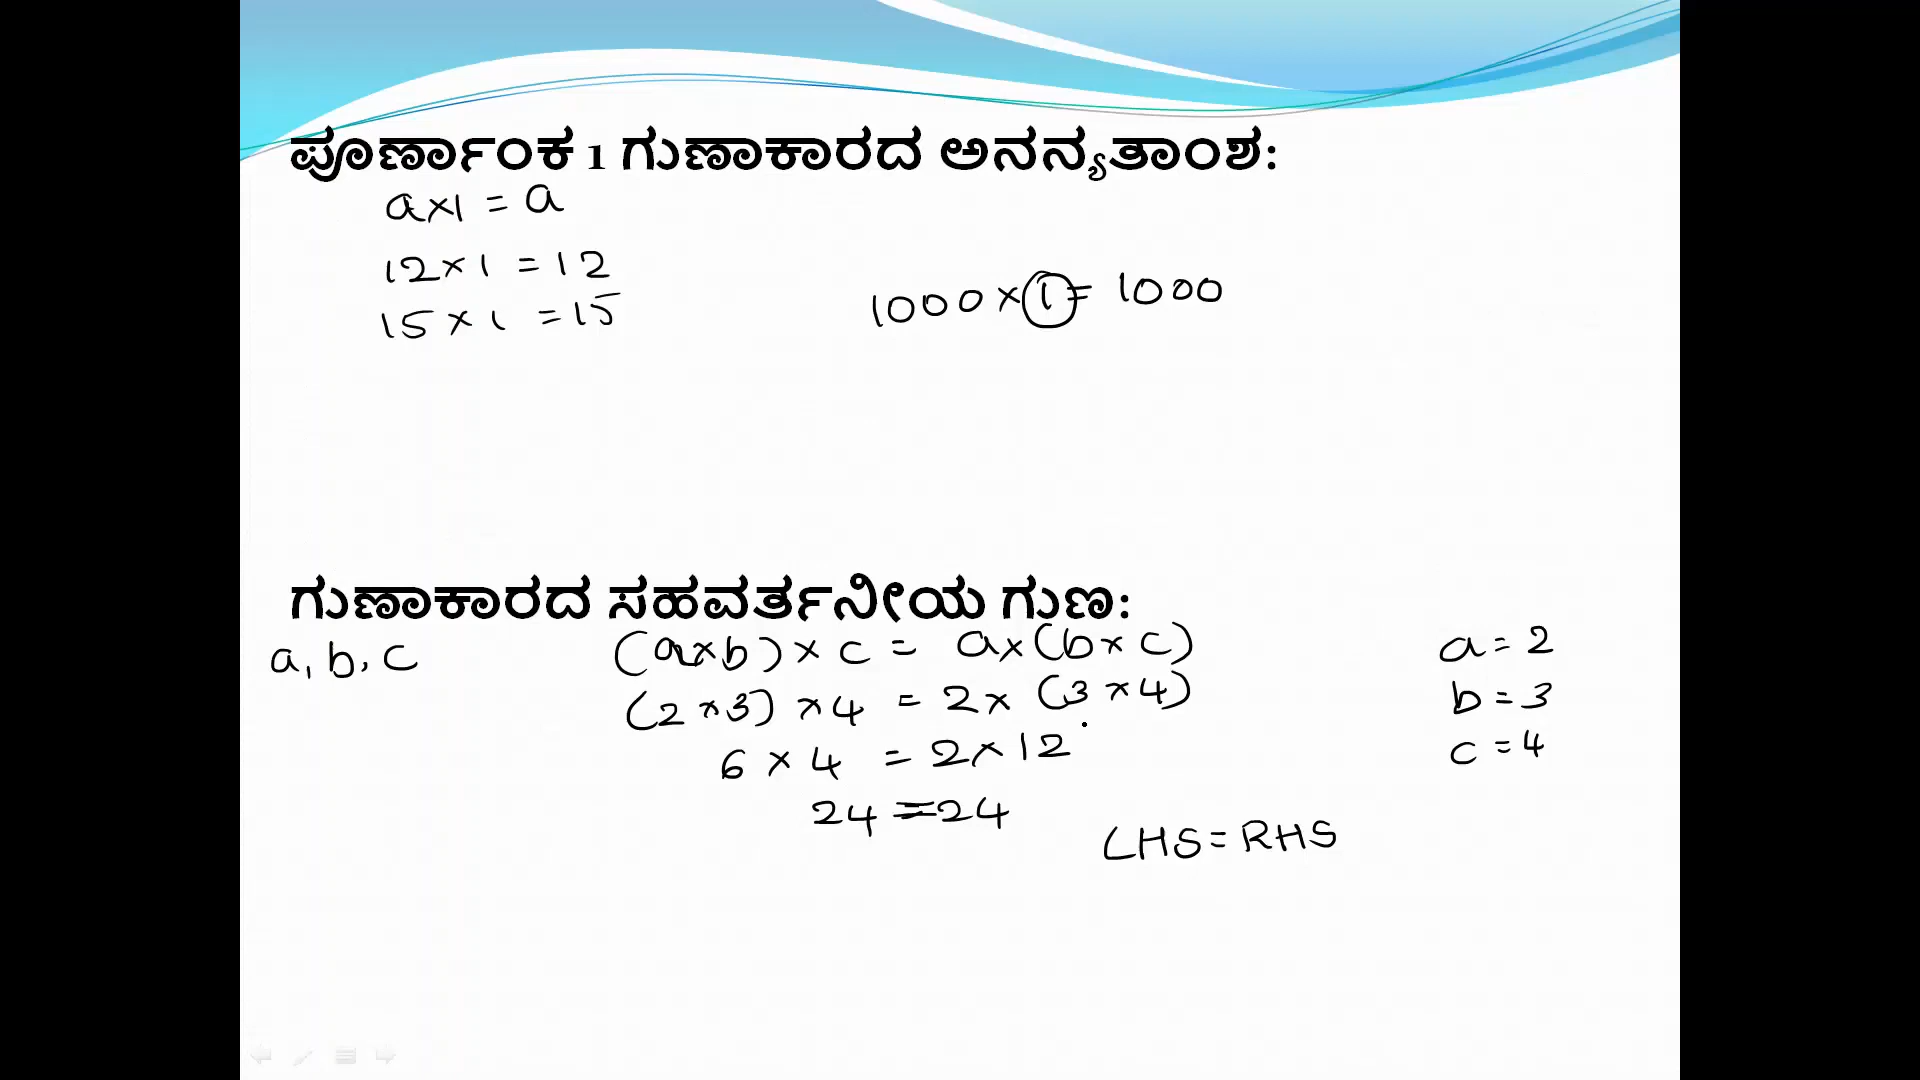 ಪೂರ್ಣಾಂಕ 1 ಗುಣಾಕಾರದ ಅನನ್ಯತಾಂಶ:
a×1 = a
12×1 = 12
15×1 = 15
1000×1= 1000
ಗುಣಾಕಾರದ ಸಹವರ್ತನೀಯ ಗುಣ:
a, b, c
(a×b)×c = a×(b×c)
(2×3)×4 = 2×(3×4)
6×4 = 2×12
24=24
LHS=RHS
a=2
b=3
c=4